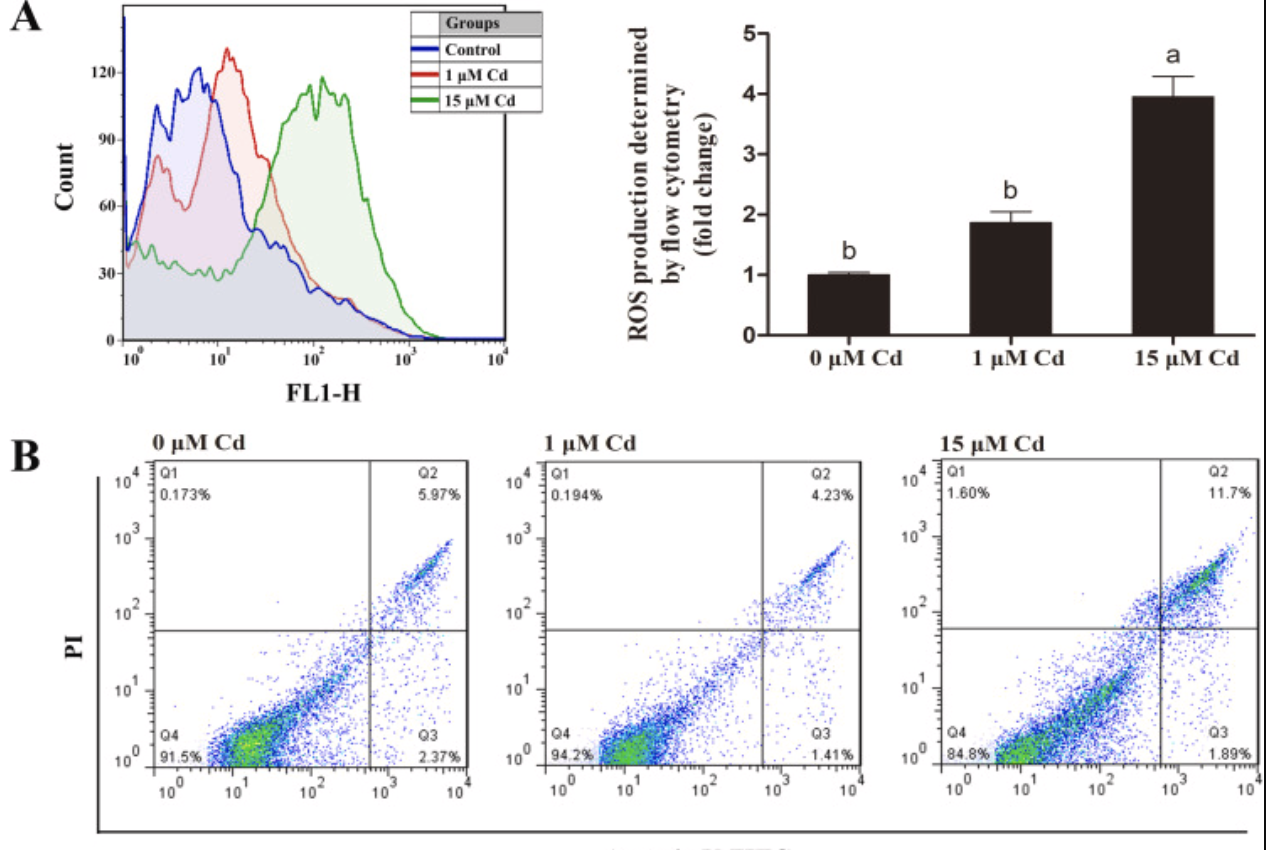 A
Groups
Control
1 μM Cd
15 μM Cd
120
90
60
30
0
Count
10⁰ 10¹ 10² 10³ 10⁴
FL1-H
ROS production determined
by flow cytometry
(fold change)
5
4
3
2
1
0
b
b
a
0 μM Cd 1 μM Cd 15 μM Cd
B
0 μM Cd
Q1
0.173%
Q2
5.97%
Q4
91.5%
Q3
2.37%
10⁴
10³
10²
10¹
10⁰
10⁰ 10¹ 10² 10³ 10⁴
1 μM Cd
Q1
0.194%
Q2
4.23%
Q4
94.2%
Q3
1.41%
10⁴
10³
10²
10¹
10⁰
10⁰ 10¹ 10² 10³ 10⁴
15 μM Cd
Q1
1.60%
Q2
11.7%
Q4
84.8%
Q3
1.89%
10⁴
10³
10²
10¹
10⁰
10⁰ 10¹ 10² 10³ 10⁴
PI